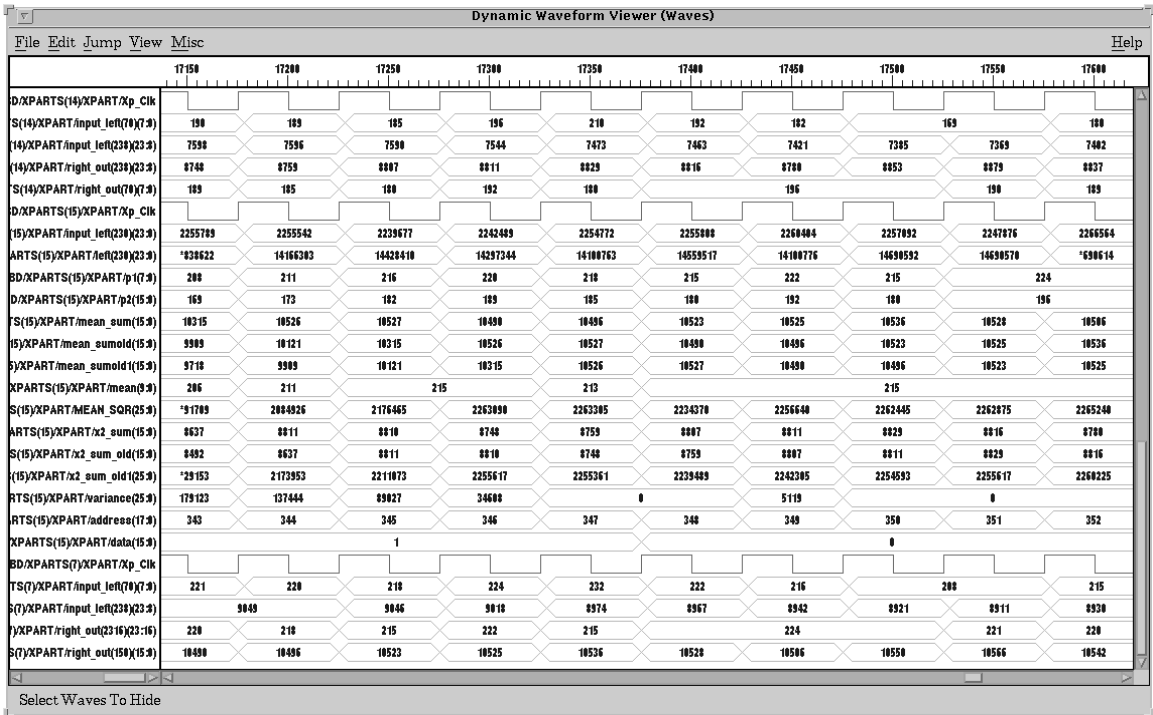 Dynamic Waveform Viewer (Waves)
File Edit Jump View Misc Help
17150 17200 17250 17300 17350 17400 17450 17500 17550 17600
D/XPARTS(14)/XPART/Xp_Clk
TS(14)/XPART/input_left(70)(7:0) 190 189 185 196 210 192 182 169 180
(14)/XPART/input_left(230)(23:8) 7598 7596 7590 7544 7473 7463 7421 7385 7369 7402
(14)/XPART/right_out(230)(23:8) 8748 8759 8807 8811 8829 8816 8780 8853 8879 8837
TS(14)/XPART/right_out(70)(7:0) 189 185 180 192 180 196 190 189
D/XPARTS(15)/XPART/Xp_Clk
(15)/XPART/input_left(230)(23:0) 2255789 2255542 2239677 2242489 2254772 2255808 2260404 2257092 2247876 2266564
ARTS(15)/XPART/left(230)(23:0) *838622 14166303 14428410 14297344 14100763 14559517 14100776 14690592 14690570 *690614
BD/XPARTS(15)/XPART/p1(7:0) 208 211 216 220 218 215 222 215 224
D/XPARTS(15)/XPART/p2(15:0) 169 173 182 189 185 180 192 180 196
TS(15)/XPART/mean_sum(15:0) 10315 10526 10527 10490 10496 10523 10525 10536 10528 10506
15)/XPART/mean_sumold(15:0) 9909 10121 10315 10526 10527 10490 10496 10523 10525 10536
5)/XPART/mean_sumold1(15:0) 9718 9909 10121 10315 10526 10527 10490 10496 10523 10525
XPARTS(15)/XPART/mean(9:0) 206 211 215 213 215
S(15)/XPART/MEAN_SQR(25:0) *91709 2084926 2176465 2263090 2263305 2234370 2256640 2262445 2262875 2265240
ARTS(15)/XPART/x2_sum(15:0) 8637 8811 8810 8748 8759 8807 8811 8829 8816 8780
S(15)/XPART/x2_sum_old(15:0) 8492 8637 8811 8810 8748 8759 8807 8811 8829 8816
(15)/XPART/x2_sum_old1(25:0) *29153 2173953 2211073 2255617 2255361 2239489 2242305 2254593 2255617 2260225
RTS(15)/XPART/variance(25:0) 179123 137444 89027 34608 0 5119 0
RTS(15)/XPART/address(17:0) 343 344 345 346 347 348 349 350 351 352
XPARTS(15)/XPART/data(15:0) 1 0
BD/XPARTS(7)/XPART/Xp_Clk
TS(7)/XPART/input_left(70)(7:0) 221 220 218 224 232 222 216 208 215
S(7)/XPART/input_left(230)(23:8) 9049 9046 9018 8974 8967 8942 8921 8911 8930
)/XPART/right_out(2316)(23:16) 220 218 215 222 215 224 221 220
S(7)/XPART/right_out(150)(15:0) 10490 10496 10523 10525 10536 10528 10506 10550 10566 10542
Select Waves To Hide